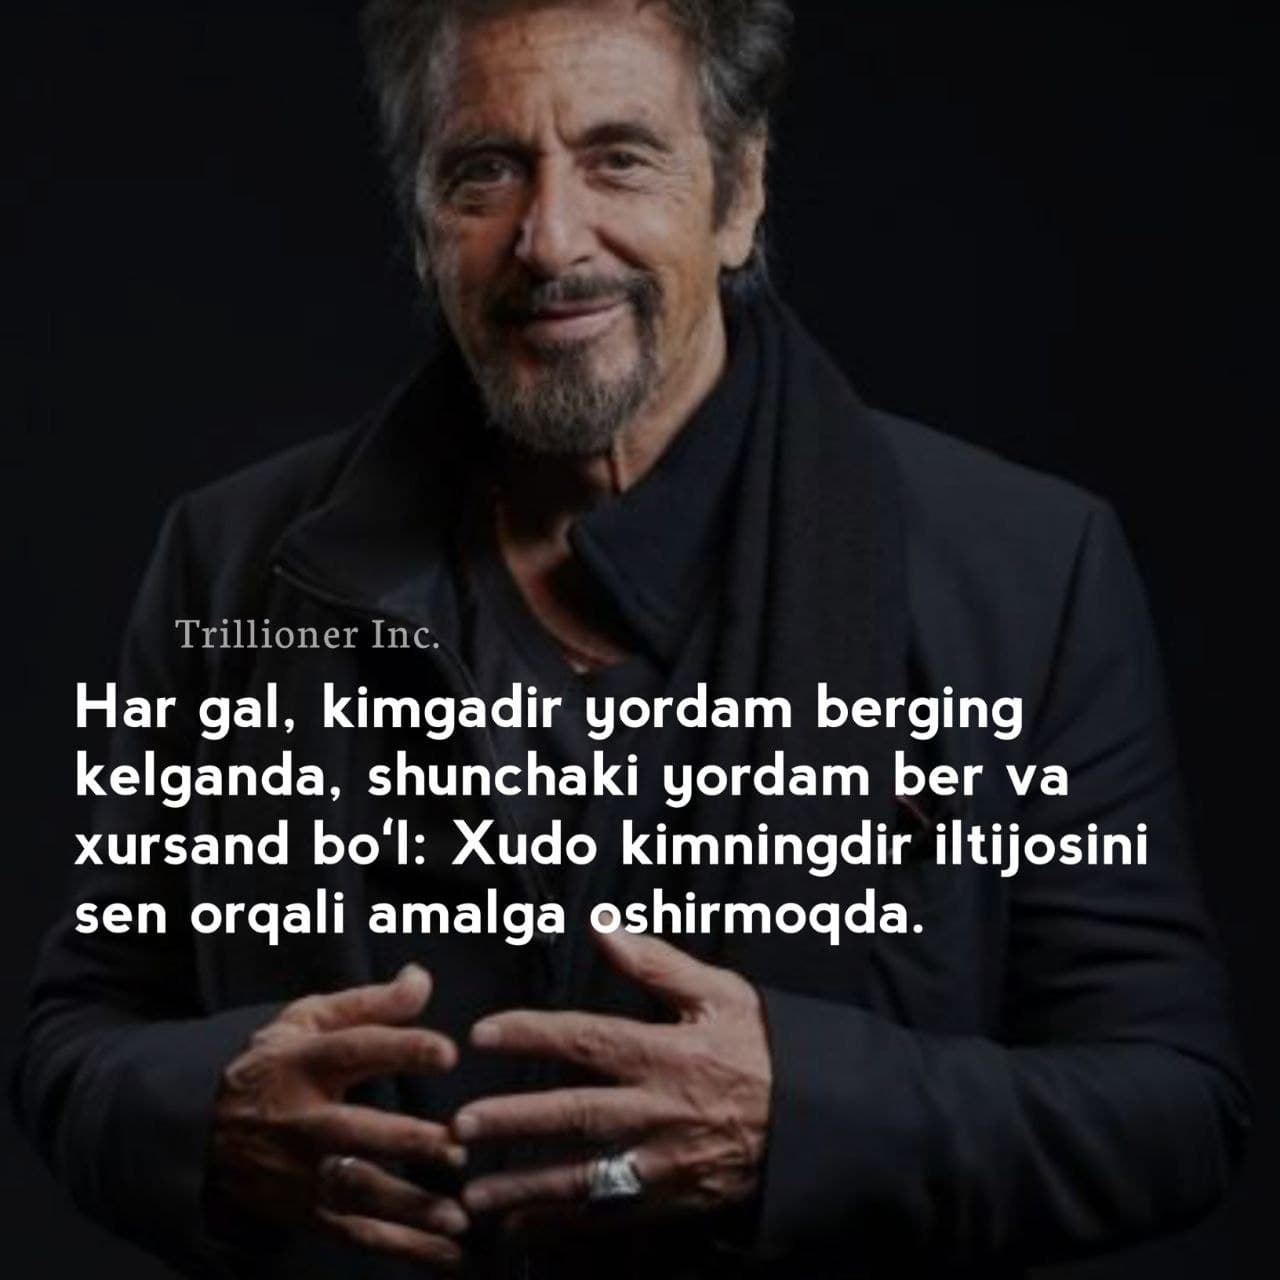 Trillioner Inc.
Har gal, kimgadir yordam berging
kelganda, shunchaki yordam ber va
xursand bo‘l: Xudo kimningdir iltijosini
sen orqali amalga oshirmoqda.